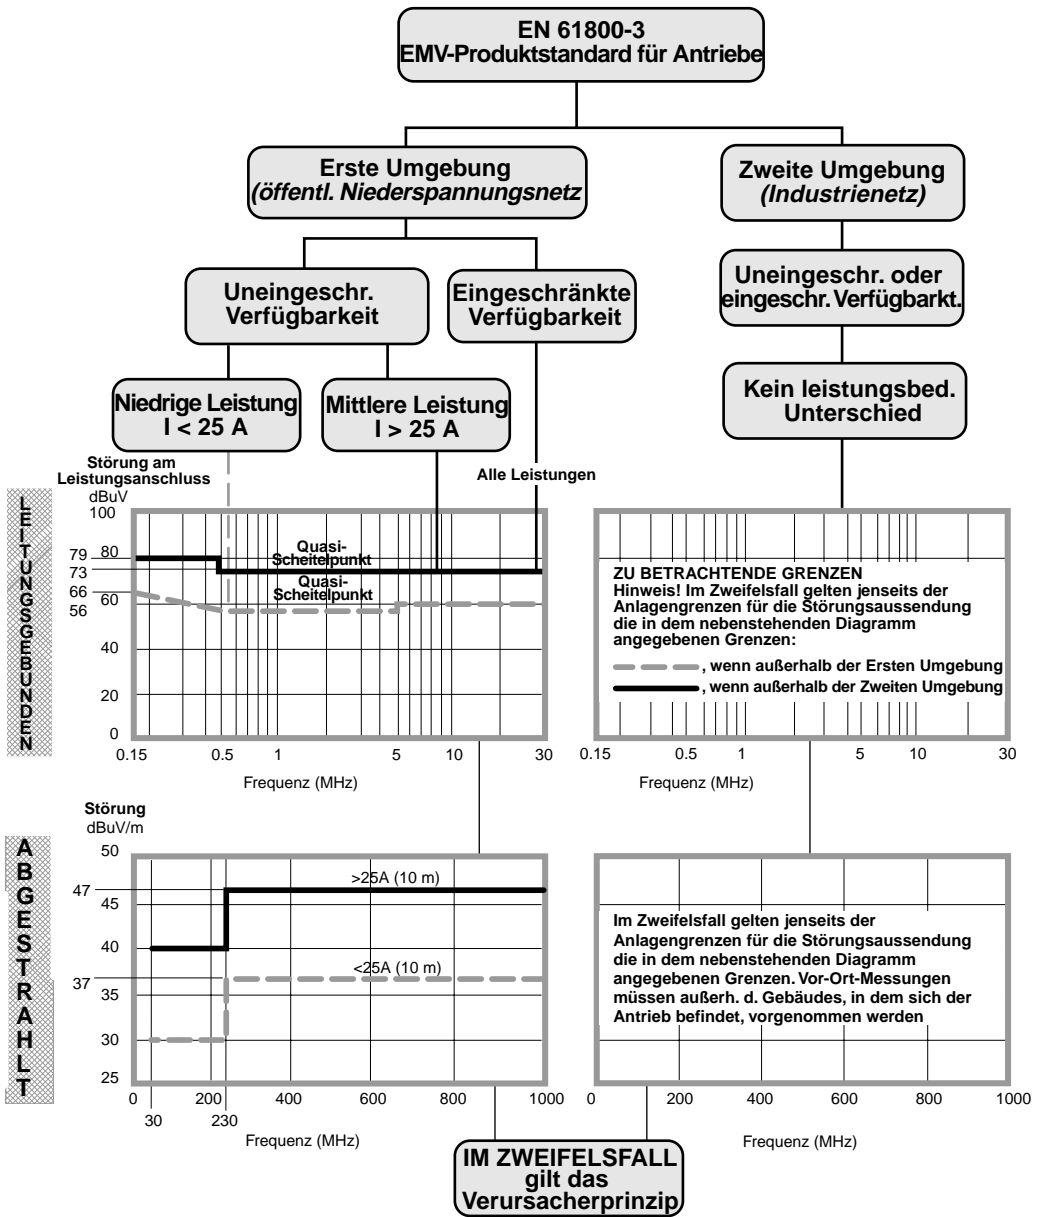 EN 61800-3
EMV-Produktstandard für Antriebe
Erste Umgebung
(öffentl. Niederspannungsnetz
Zweite Umgebung
(Industrienetz)
Uneingeschr.
Verfügbarkeit
Eingeschränkte
Verfügbarkeit
Uneingeschr. oder
eingeschr. Verfügbarkt.
Niedrige Leistung
I < 25 A
Mittlere Leistung
I > 25 A
Kein leistungsbed.
Unterschied
Störung am
Leistungsanschluss
dBuV
Alle Leistungen
LEITUNGSGEBUNDEN
100
79
80
73
66
60
56
40
20
0
Quasi-
Scheitelpunkt
Quasi-
Scheitelpunkt
0.15 0.5 1 5 10 30
Frequenz (MHz)
ZU BETRACHTENDE GRENZEN
Hinweis! Im Zweifelsfall gelten jenseits der
Anlagengrenzen für die Störungsaussendung
die in dem nebenstehenden Diagramm
angegebenen Grenzen:
, wenn außerhalb der Ersten Umgebung
, wenn außerhalb der Zweiten Umgebung
0.15 0.5 1 5 10 30
Frequenz (MHz)
Störung
dBuV/m
ABGESTRAHLT
50
47
45
40
37
35
30
25
>25A (10 m)
<25A (10 m)
0 200 400 600 800 1000
30 230
Frequenz (MHz)
Im Zweifelsfall gelten jenseits der
Anlagengrenzen für die Störungsaussendung
die in dem nebenstehenden Diagramm
angegebenen Grenzen. Vor-Ort-Messungen
müssen außerh. d. Gebäudes, in dem sich der
Antrieb befindet, vorgenommen werden
0 200 400 600 800 1000
Frequenz (MHz)
IM ZWEIFELSFALL
gilt das
Verursacherprinzip